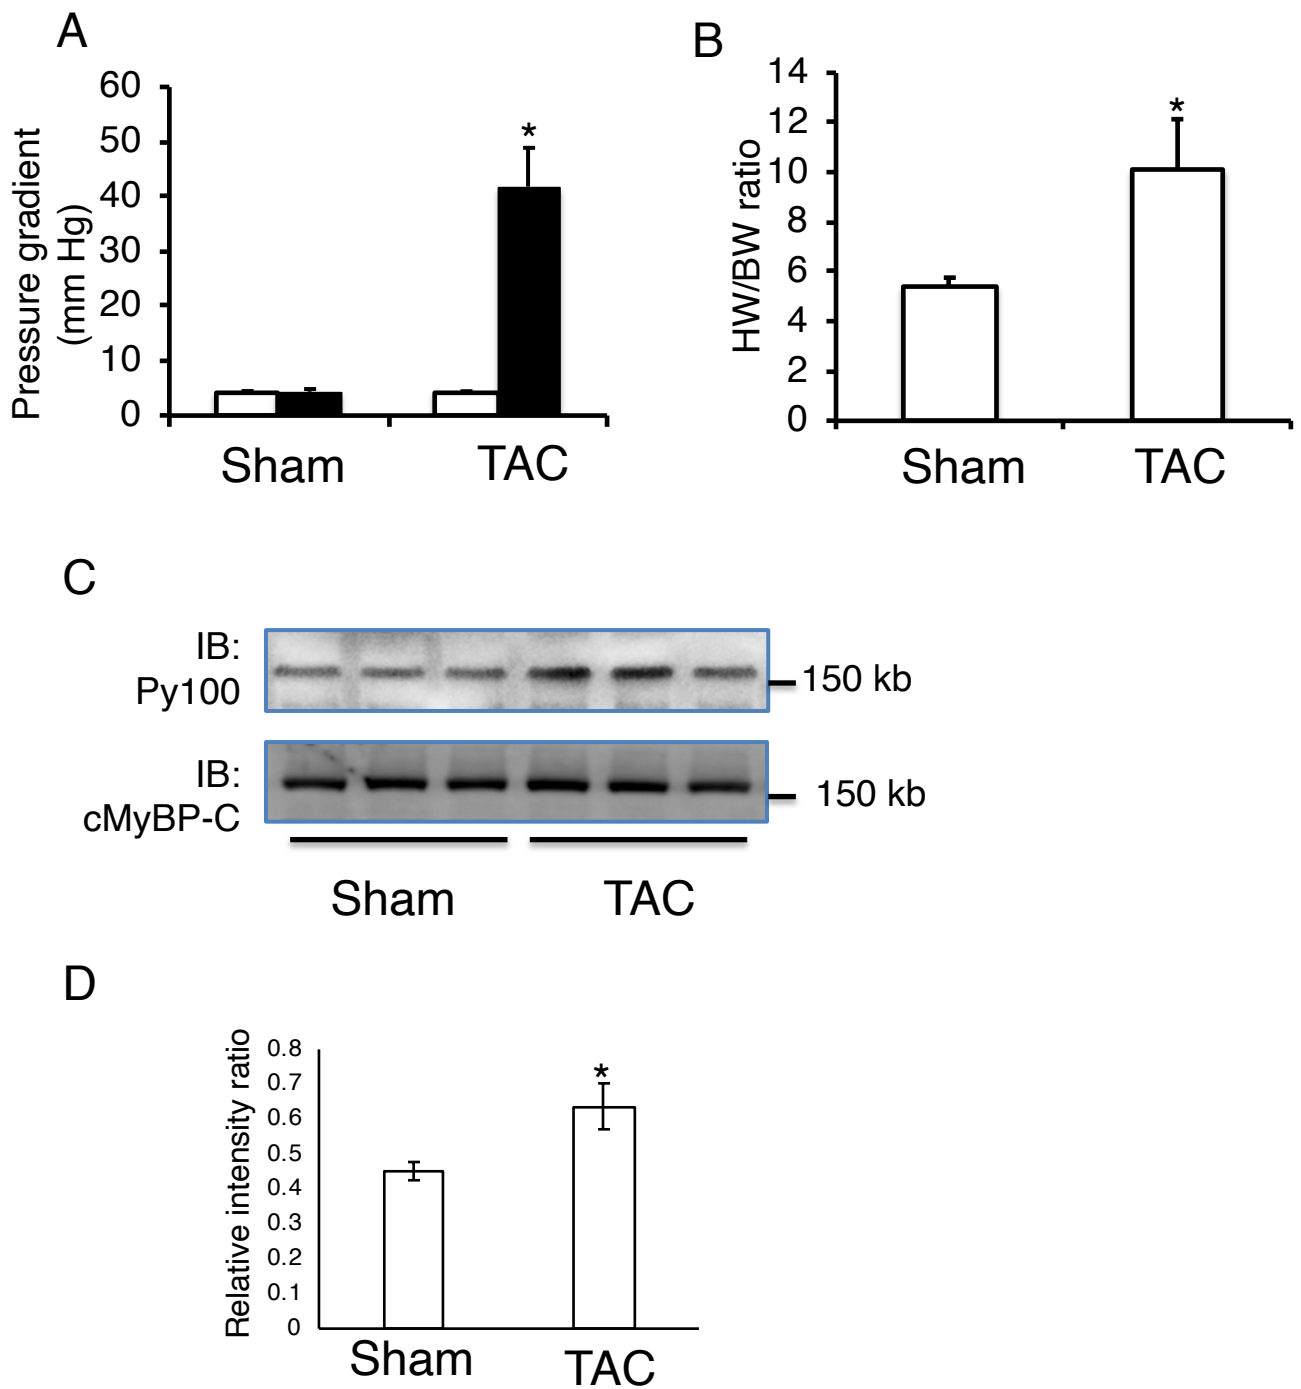 A
Pressure gradient
(mm Hg)
60
50
40
30
20
10
0
*
Sham
TAC
B
HW/BW ratio
14
12
10
8
6
4
2
0
*
Sham
TAC
C
IB:
Py100
150 kb
IB:
cMyBP-C
150 kb
Sham
TAC
D
Relative intensity ratio
0.8
0.7
0.6
0.5
0.4
0.3
0.2
0.1
0
*
Sham
TAC